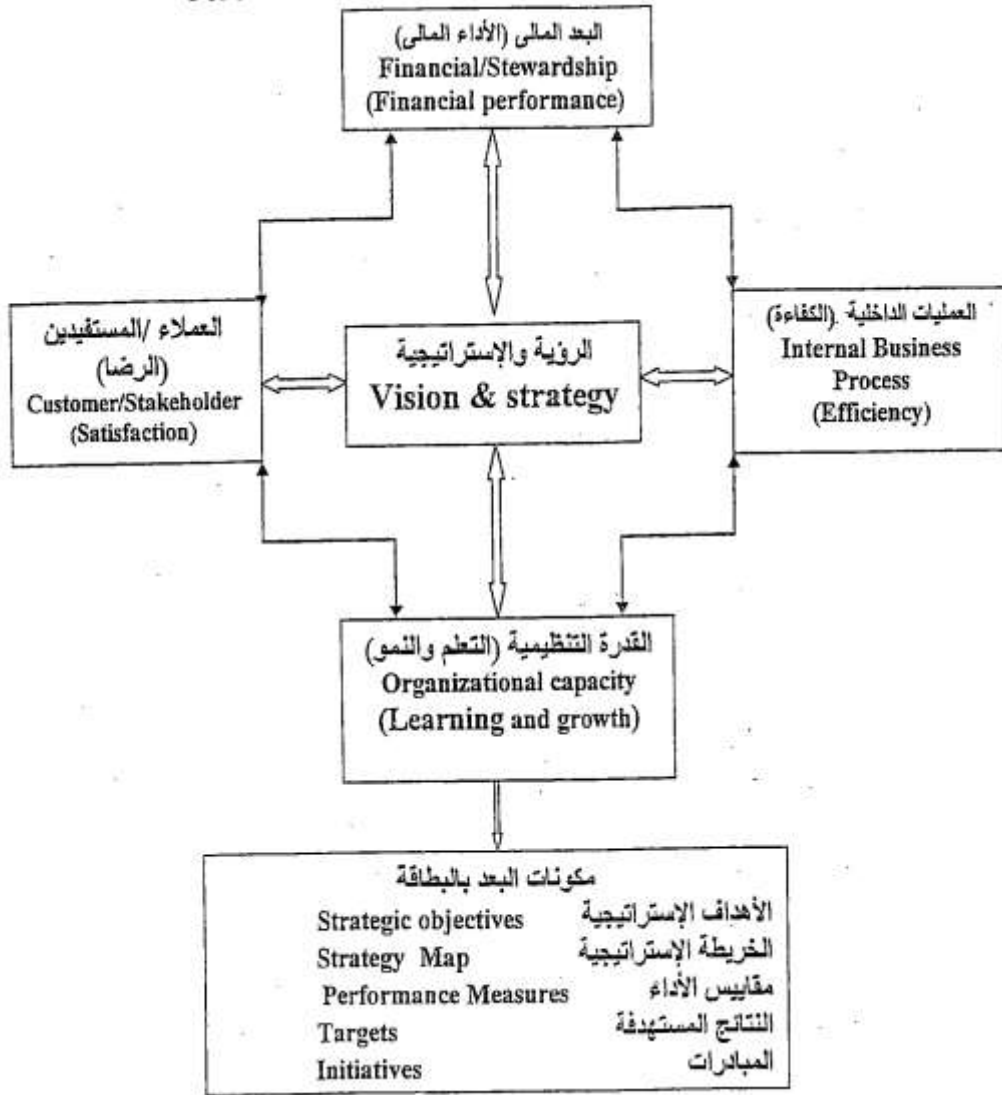 البعد المالى (الأداء المالى)
Financial/Stewardship
(Financial performance)
العملاء /المستفيدين
(الرضا)
Customer/Stakeholder
(Satisfaction)
الرؤية والإستراتيجية
Vision & strategy
العمليات الداخلية .(الكفاءة)
Internal Business
Process
(Efficiency)
القدرة التنظيمية (التعلم والنمو)
Organizational capacity
(Learning and growth)
مكونات البعد بالبطاقة
Strategic objectives الأهداف الإستراتيجية
Strategy Map الخريطة الإستراتيجية
Performance Measures مقاييس الأداء
Targets النتائج المستهدفة
Initiatives المبادرات